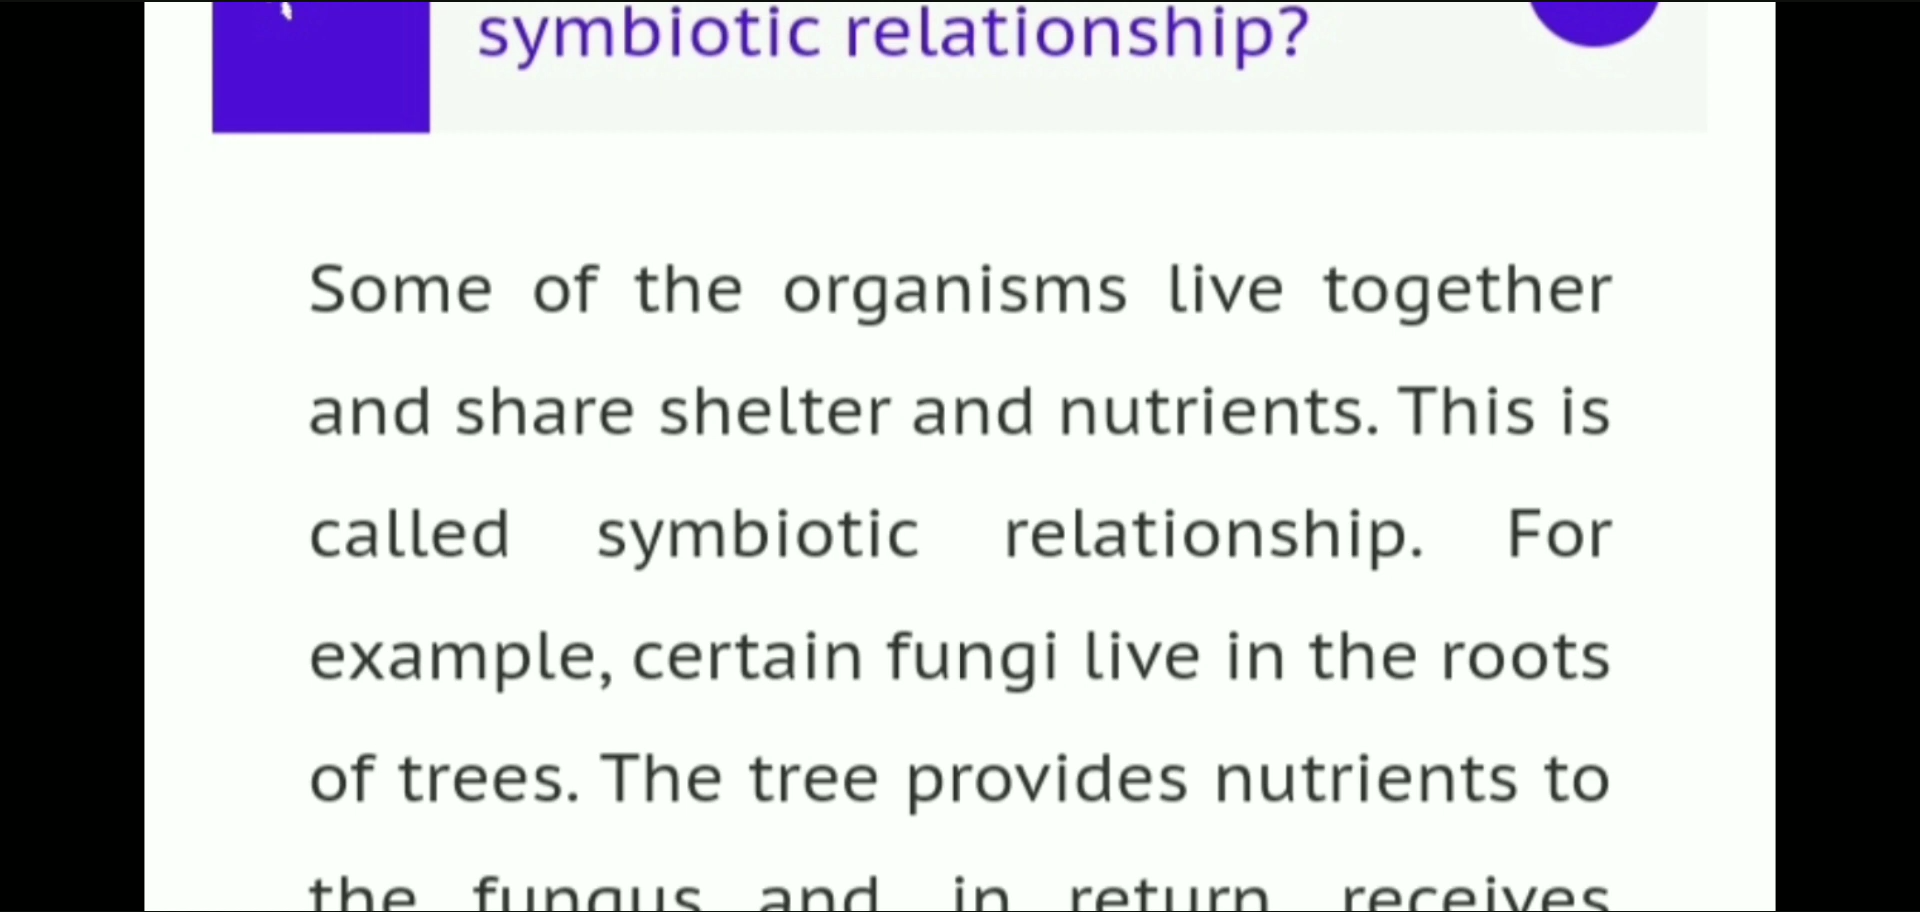 symbiotic relationship?
Some of the organisms live together
and share shelter and nutrients. This is
called symbiotic relationship. For
example, certain fungi live in the roots
of trees. The tree provides nutrients to
the fungus and in return receives